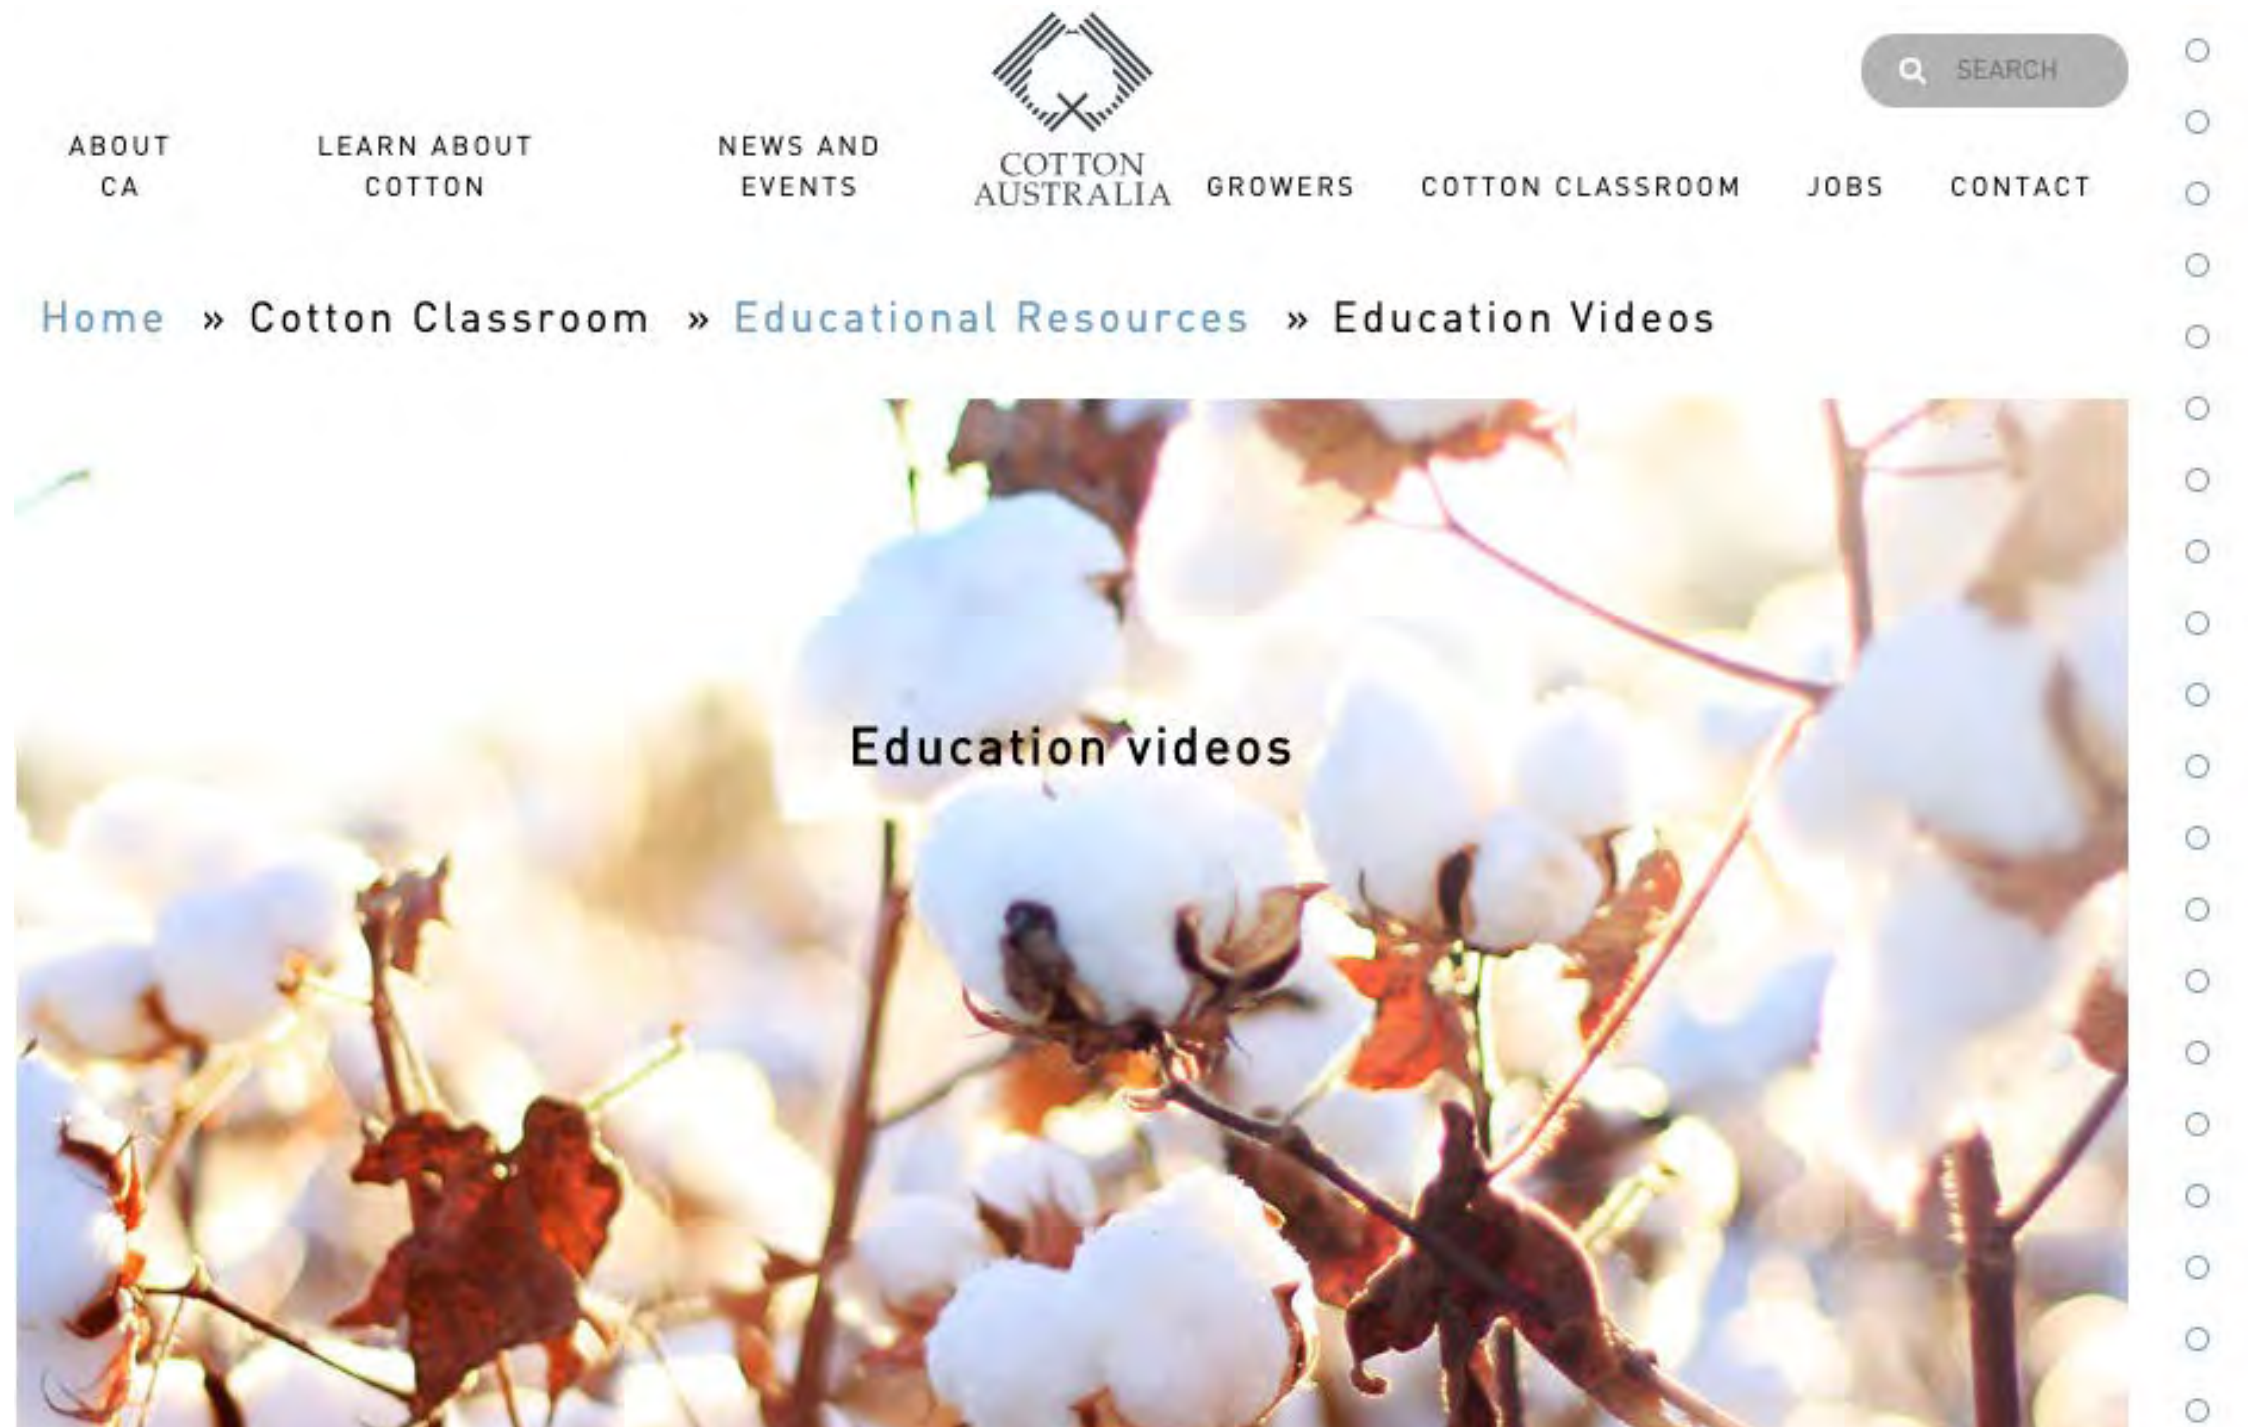 SEARCH
ABOUT
CA
LEARN ABOUT
COTTON
NEWS AND
EVENTS
COTTON
AUSTRALIA
GROWERS
COTTON CLASSROOM
JOBS
CONTACT
Home » Cotton Classroom » Educational Resources » Education Videos
Education videos